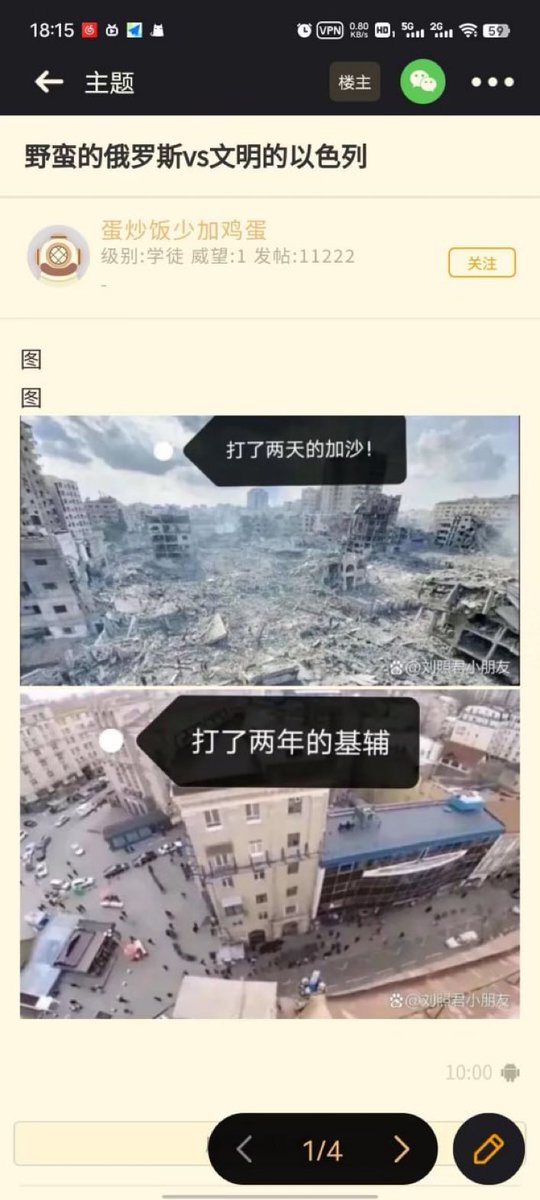 18:15
VPN
0.80
KB/s
HD
1
5G
2G
59
主题
楼主
野蛮的俄罗斯vs文明的以色列
蛋炒饭少加鸡蛋
级别:学徒 威望:1 发帖:11222
关注
-
图
图
打了两天的加沙!
@刘照君小朋友
打了两年的基辅
@刘照君小朋友
10:00
1/4